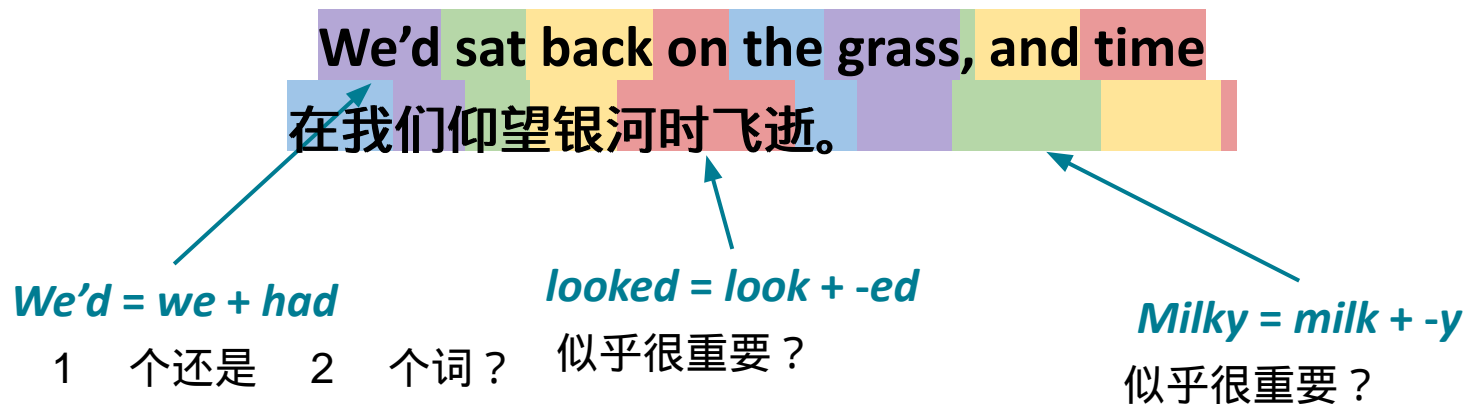 We’d sat back on the grass, and time
在我们仰望银河时飞逝。
We’d = we + had
1 个还是 2 个词？
looked = look + -ed
似乎很重要？
Milky = milk + -y
似乎很重要？